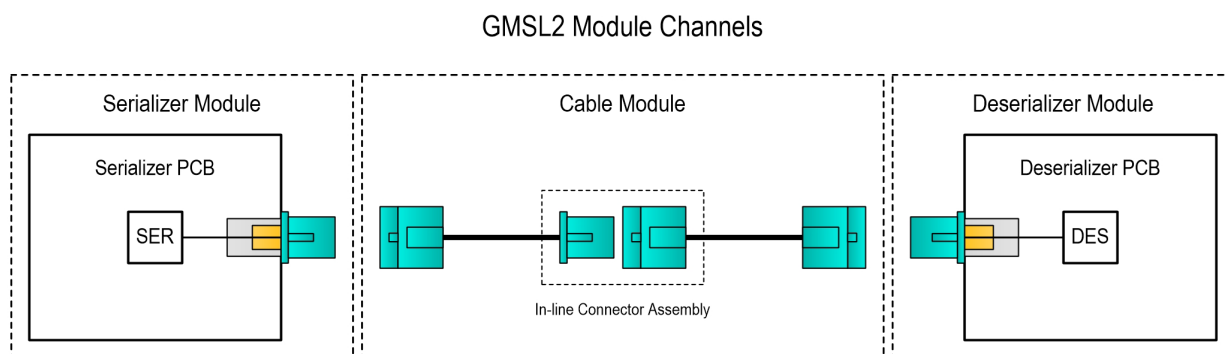 GMSL2 Module Channels
Serializer Module
Serializer PCB
SER
Cable Module
In-line Connector Assembly
Deserializer Module
Deserializer PCB
DES